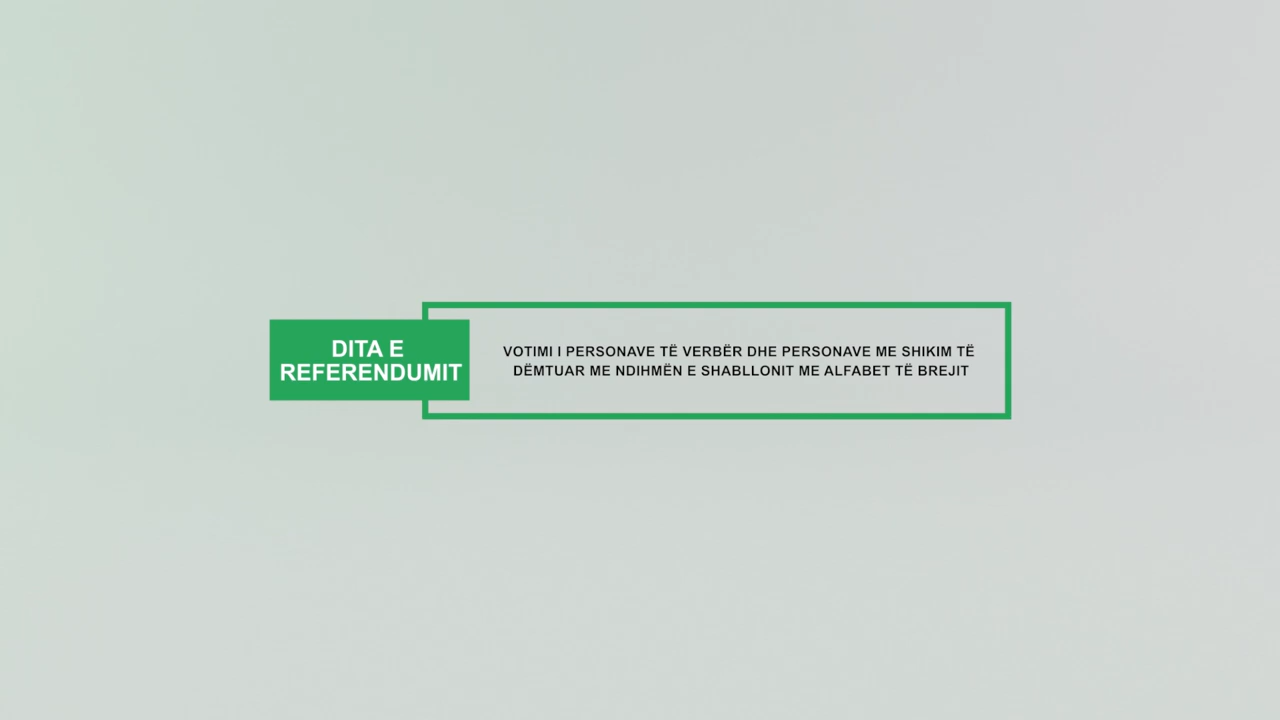 DITA E
REFERENDUMIT
VOTIMI I PERSONAVE TË VERBËR DHE PERSONAVE ME SHIKIM TË
DËMTUAR ME NDIHMËN E SHABLLONIT ME ALFABET TË BREJIT